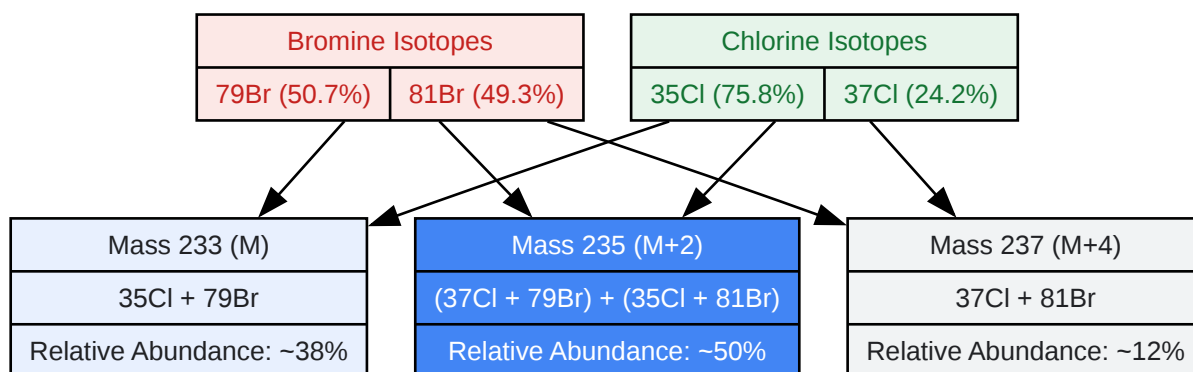 Bromine Isotopes
79Br (50.7%)
81Br (49.3%)
Chlorine Isotopes
35Cl (75.8%)
37Cl (24.2%)
Mass 233 (M)
35Cl + 79Br
Relative Abundance: ~38%
Mass 235 (M+2)
(37Cl + 79Br) + (35Cl + 81Br)
Relative Abundance: ~50%
Mass 237 (M+4)
37Cl + 81Br
Relative Abundance: ~12%